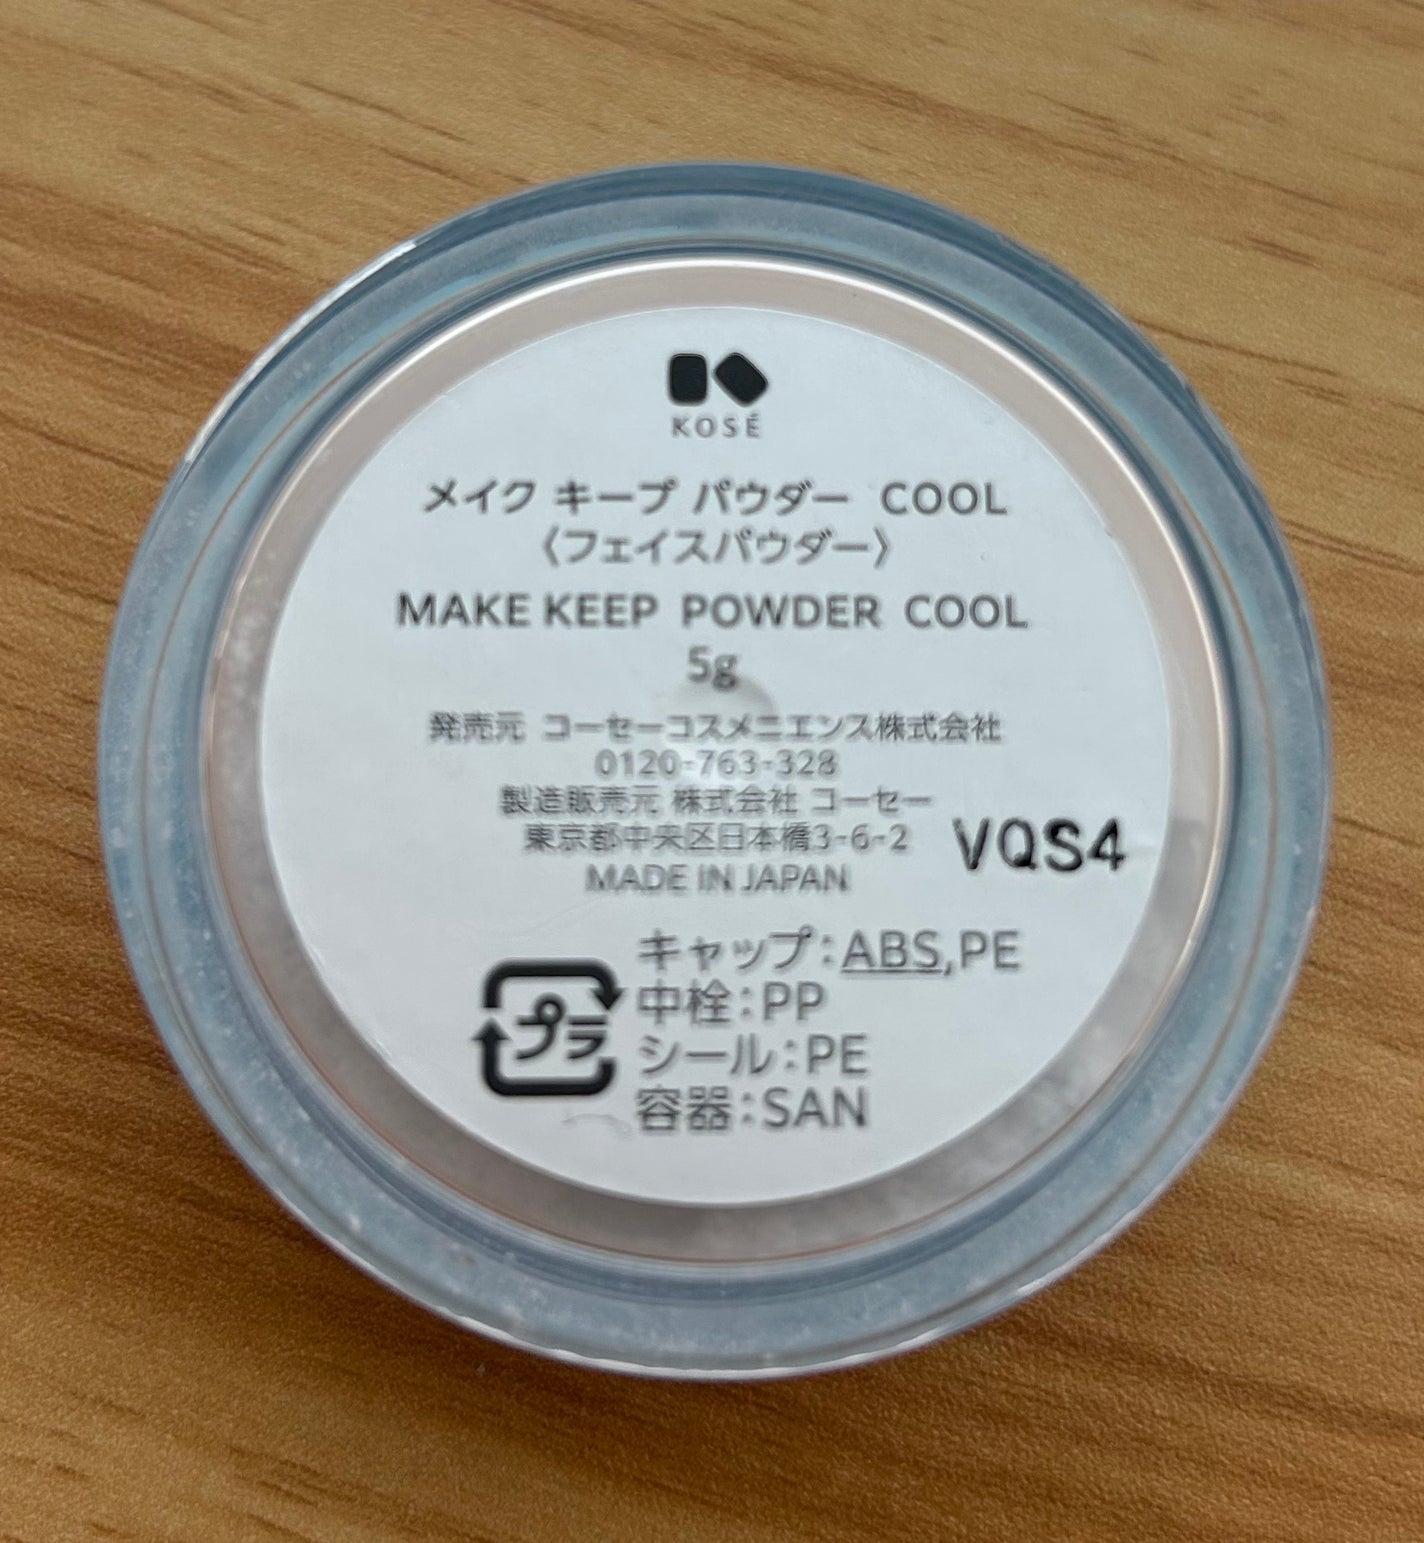 KOSÉ
メイク キープ パウダー COOL
〈フェイスパウダー〉
MAKE KEEP POWDER COOL
5g
発売元 コーセーコスメニエンス株式会社
0120-763-328
製造販売元 株式会社 コーセー
東京都中央区日本橋3-6-2
MADE IN JAPAN
VQS4
プラ
キャップ:ABS,PE
中栓:PP
シール:PE
容器:SAN